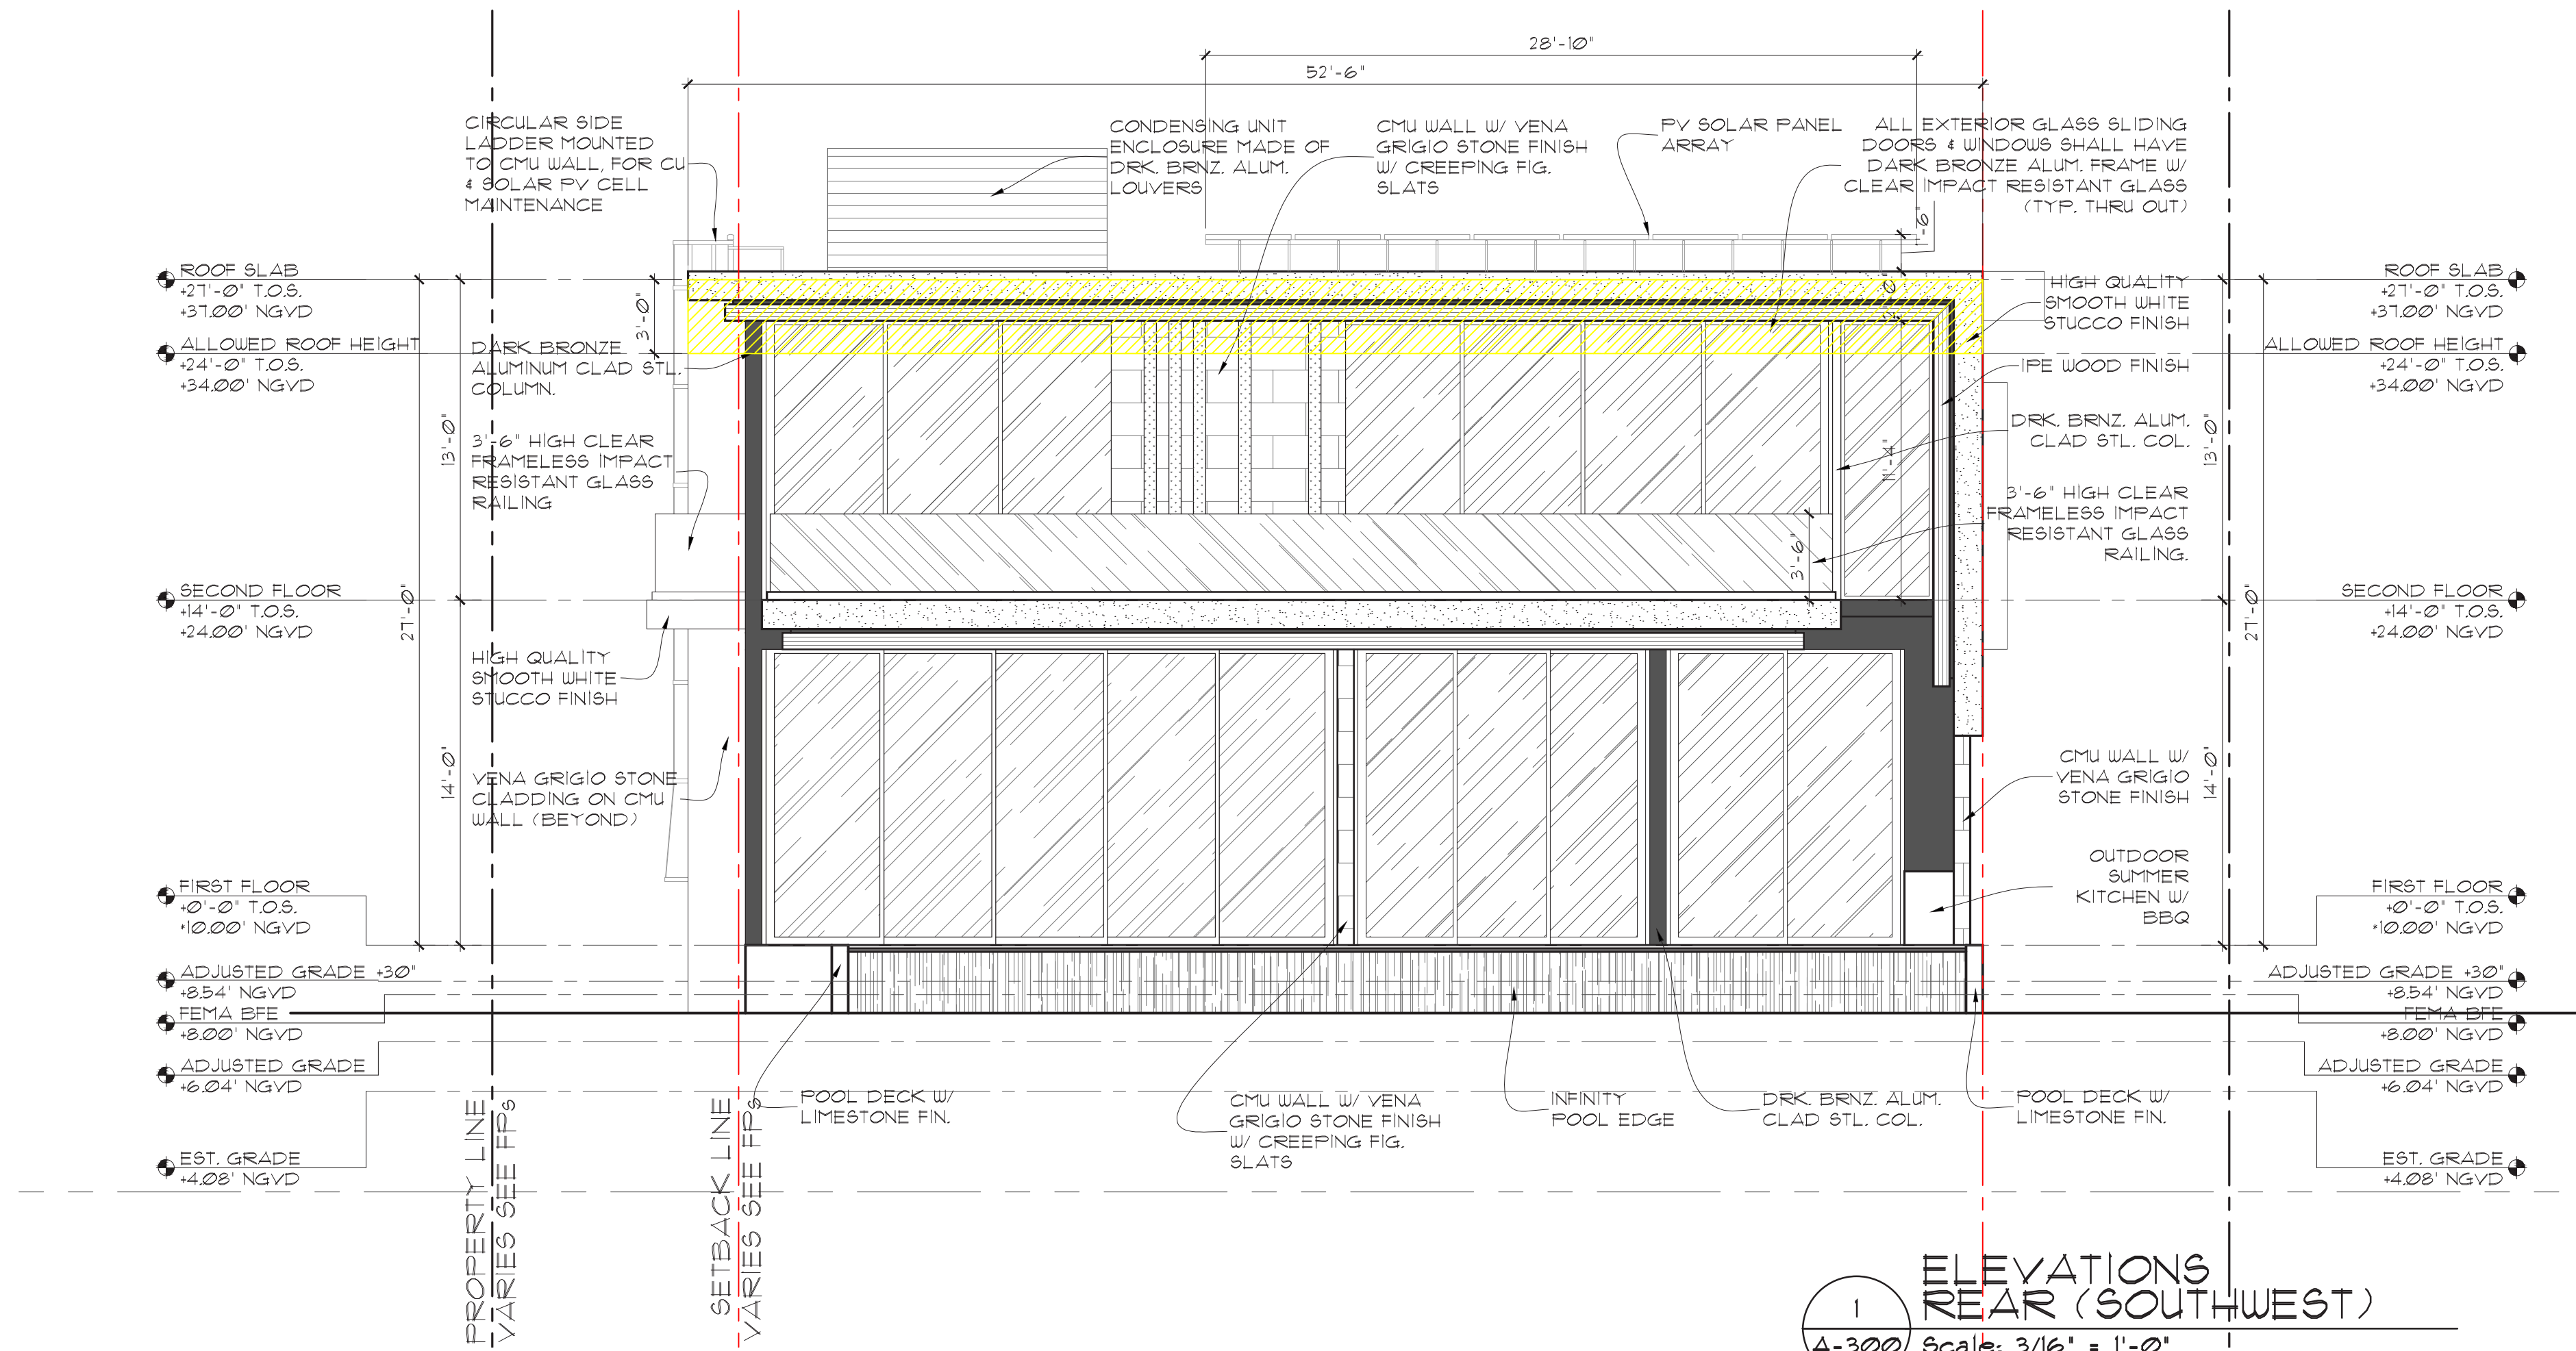 28'-10"
52'-6"
CIRCULAR SIDE
LADDER MOUNTED
TO CMU WALL, FOR CU
& SOLAR PV CELL
MAINTENANCE
CONDENSING UNIT
ENCLOSURE MADE OF
DRK. BRNZ. ALUM.
LOUVERS
CMU WALL W/ VENA
GRIGIO STONE FINISH
W/ CREEPING FIG.
SLATS
PV SOLAR PANEL
ARRAY
ALL EXTERIOR GLASS SLIDING
DOORS & WINDOWS SHALL HAVE
DARK BRONZE ALUM. FRAME W/
CLEAR IMPACT RESISTANT GLASS
(TYP. THRU OUT)
ROOF SLAB
+27'-0" T.O.S.
+37.00' NGVD
ALLOWED ROOF HEIGHT
+24'-0" T.O.S.
+34.00' NGVD
SECOND FLOOR
+14'-0" T.O.S.
+24.00' NGVD
FIRST FLOOR
+0'-0" T.O.S.
+10.00' NGVD
ADJUSTED GRADE +30"
+8.54' NGVD
FEMA BFE
+8.00' NGVD
ADJUSTED GRADE
+6.04' NGVD
EST. GRADE
+4.08' NGVD
27'-0"
13'-0"
14'-0"
3'-0"
DARK BRONZE
ALUMINUM CLAD STL.
COLUMN.
3'-6" HIGH CLEAR
FRAMELESS IMPACT
RESISTANT GLASS
RAILING
HIGH QUALITY
SMOOTH WHITE
STUCCO FINISH
VENA GRIGIO STONE
CLADDING ON CMU
WALL (BEYOND)
11'-4"
3'-6"
HIGH QUALITY
SMOOTH WHITE
STUCCO FINISH
IPE WOOD FINISH
DRK. BRNZ. ALUM.
CLAD STL. COL.
3'-6" HIGH CLEAR
FRAMELESS IMPACT
RESISTANT GLASS
RAILING.
CMU WALL W/
VENA GRIGIO
STONE FINISH
OUTDOOR
SUMMER
KITCHEN W/
BBQ
13'-0"
14'-0"
27'-0"
ROOF SLAB
+27'-0" T.O.S.
+37.00' NGVD
ALLOWED ROOF HEIGHT
+24'-0" T.O.S.
+34.00' NGVD
SECOND FLOOR
+14'-0" T.O.S.
+24.00' NGVD
FIRST FLOOR
+0'-0" T.O.S.
+10.00' NGVD
ADJUSTED GRADE +30"
+8.54' NGVD
FEMA BFE
+8.00' NGVD
ADJUSTED GRADE
+6.04' NGVD
EST. GRADE
+4.08' NGVD
POOL DECK W/
LIMESTONE FIN.
CMU WALL W/ VENA
GRIGIO STONE FINISH
W/ CREEPING FIG.
SLATS
INFINITY
POOL EDGE
DRK. BRNZ. ALUM.
CLAD STL. COL.
POOL DECK W/
LIMESTONE FIN.
PROPERTY LINE
VARIES SEE FPs
SETBACK LINE
VARIES SEE FPs
1
A-300
ELEVATIONS
REAR (SOUTHWEST)
Scale: 3/16" = 1'-0"